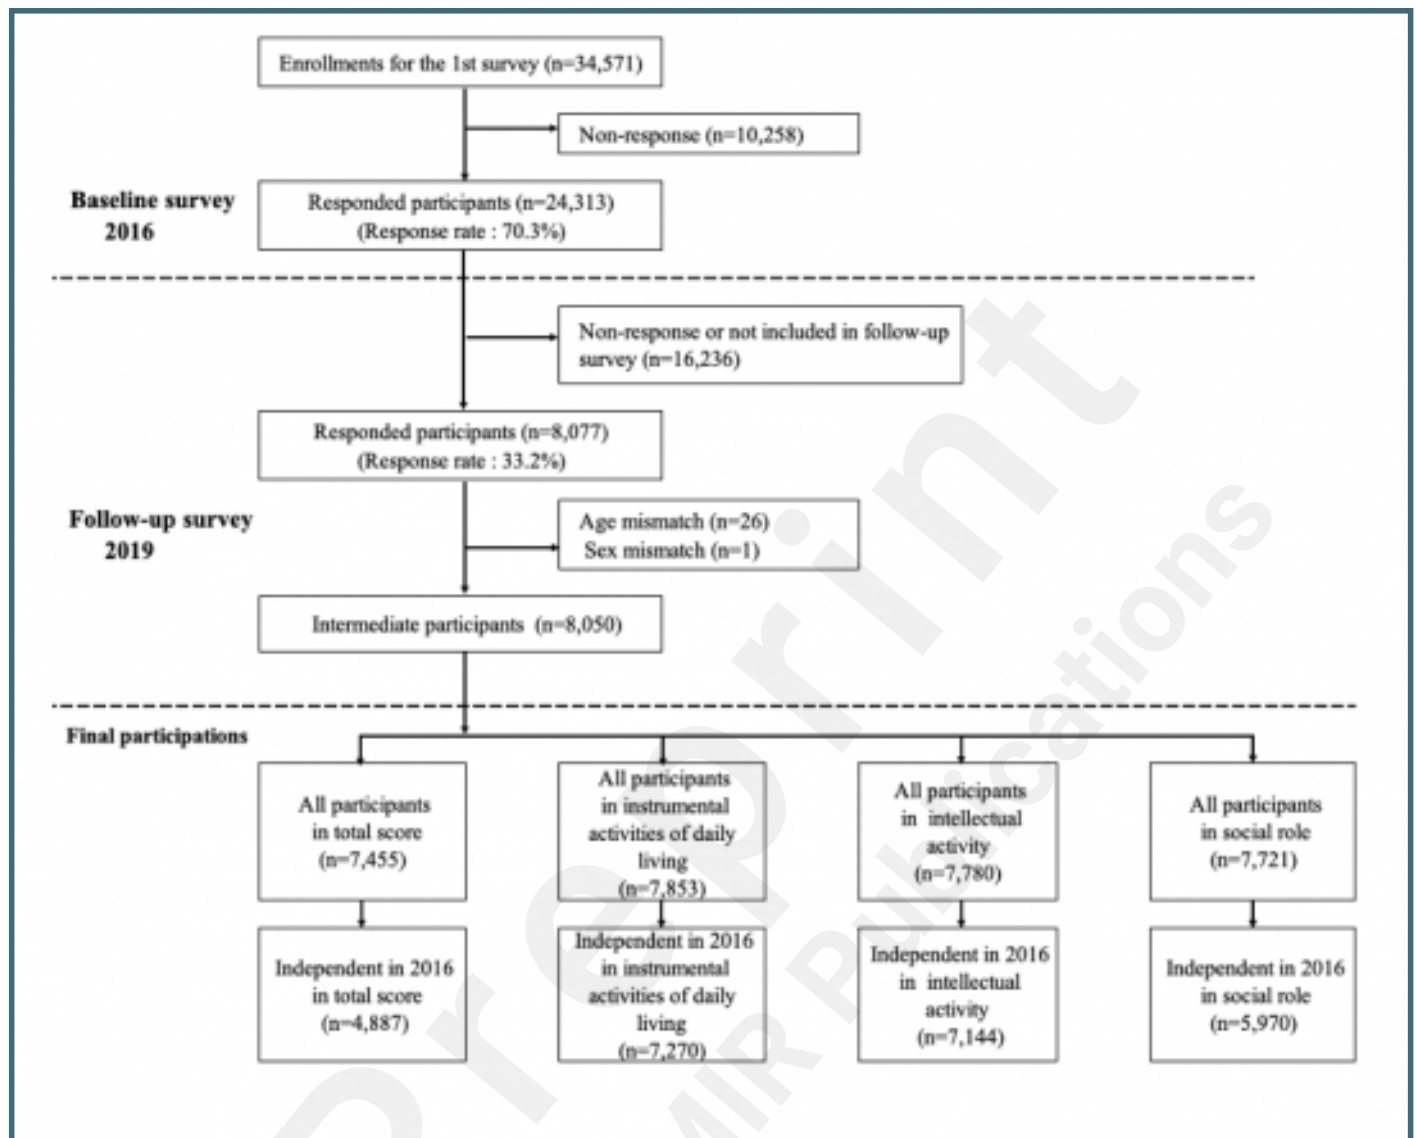 Enrollments for the 1st survey (n=34,571)
Non-response (n=10,258)
Baseline survey
2016
Responded participants (n=24,313)
(Response rate : 70.3%)
Non-response or not included in follow-up
survey (n=16,236)
Responded participants (n=8,077)
(Response rate : 33.2%)
Follow-up survey
2019
Age mismatch (n=26)
Sex mismatch (n=1)
Intermediate participants (n=8,050)
Final participations
All participants
in total score
(n=7,455)
All participants
in instrumental
activities of daily
living
(n=7,853)
All participants
in intellectual
activity
(n=7,780)
All participants
in social role
(n=7,721)
Independent in 2016
in total score
(n=4,887)
Independent in 2016
in instrumental
activities of daily
living
(n=7,270)
Independent in 2016
in intellectual
activity
(n=7,144)
Independent in 2016
in social role
(n=5,970)
Preprint
MIR Publications